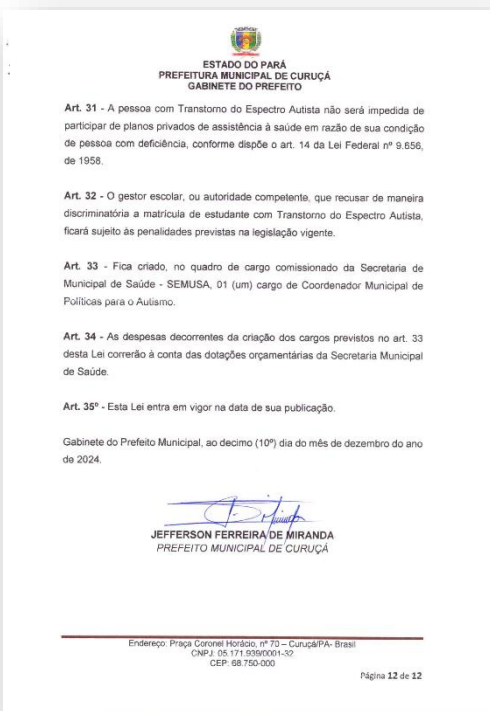 ESTADO DO PARÁ
PREFEITURA MUNICIPAL DE CURUÇÁ
GABINETE DO PREFEITO
Art. 31 - A pessoa com Transtorno do Espectro Autista não será impedida de
participar de planos privados de assistência à saúde em razão de sua condição
de pessoa com deficiência, conforme dispõe o art. 14 da Lei Federal nº 9.656,
de 1958.
Art. 32 - O gestor escolar, ou autoridade competente, que recusar de maneira
discriminatória a matrícula de estudante com Transtorno do Espectro Autista,
ficará sujeito às penalidades previstas na legislação vigente.
Art. 33 - Fica criado, no quadro de cargo comissionado da Secretaria de
Municipal de Saúde - SEMUSA, 01 (um) cargo de Coordenador Municipal de
Políticas para o Autismo.
Art. 34 - As despesas decorrentes da criação dos cargos previstos no art. 33
desta Lei correrão à conta das dotações orçamentárias da Secretaria Municipal
de Saúde.
Art. 35º - Esta Lei entra em vigor na data de sua publicação.
Gabinete do Prefeito Municipal, ao decimo (10º) dia do mês de dezembro do ano
de 2024.
JEFFERSON FERREIRA DE MIRANDA
PREFEITO MUNICIPAL DE CURUÇÁ
Endereço: Praça Coronel Horácio, nº 70 – Curuçá/PA- Brasil
CNPJ: 05.171.939/0001-32
CEP: 68.750-000
Página 12 de 12